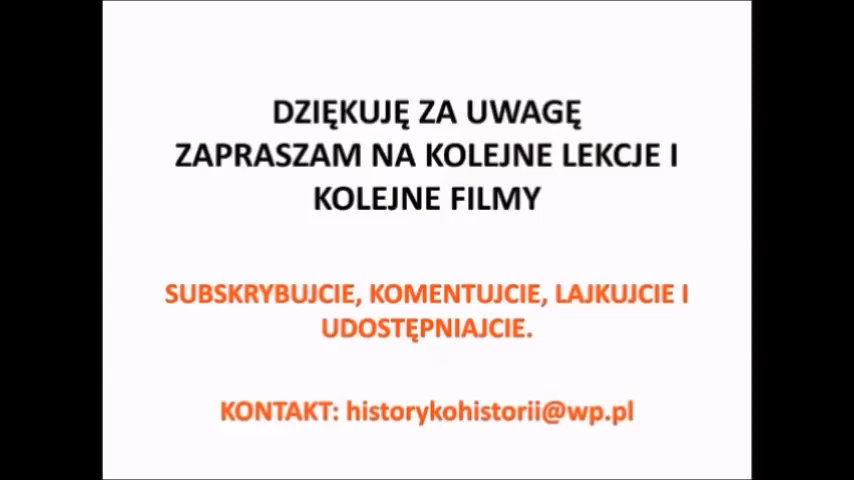 DZIĘKUJĘ ZA UWAGĘ
ZAPRASZAM NA KOLEJNE LEKCJE I
KOLEJNE FILMY
SUBSKRYBUJCIE, KOMENTUJCIE, LAJKUJCIE I
UDOSTĘPNIAJCIE.
KONTAKT: historykohistorii@wp.pl